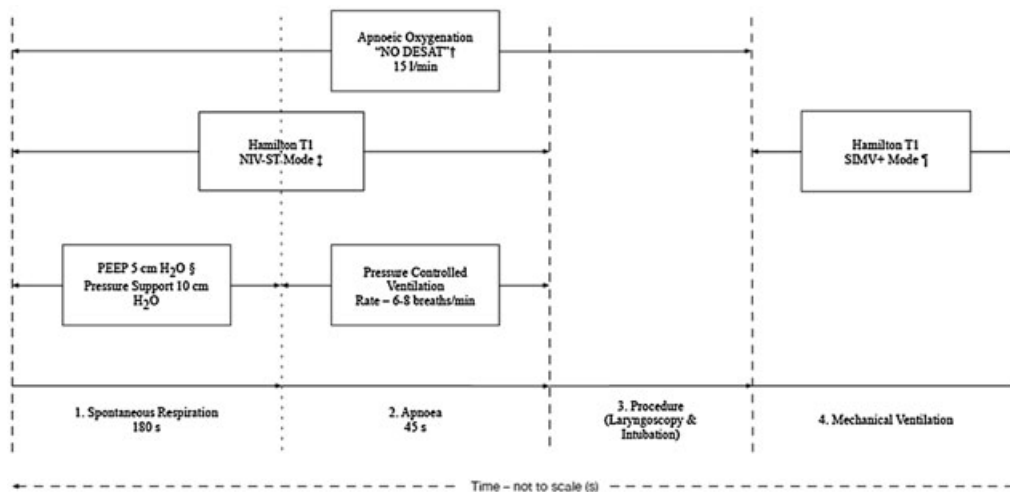 Apnoeic Oxygenation
"NO DESAT"†
15 l/min
Hamilton T1
NIV-ST Mode ‡
Hamilton T1
SIMV+ Mode ¶
PEEP 5 cm H₂O §
Pressure Support 10 cm
H₂O
Pressure Controlled
Ventilation
Rate – 6-8 breaths/min
1. Spontaneous Respiration
180 s
2. Apnoea
45 s
3. Procedure
(Laryngoscopy &
Intubation)
4. Mechanical Ventilation
Time – not to scale (s)